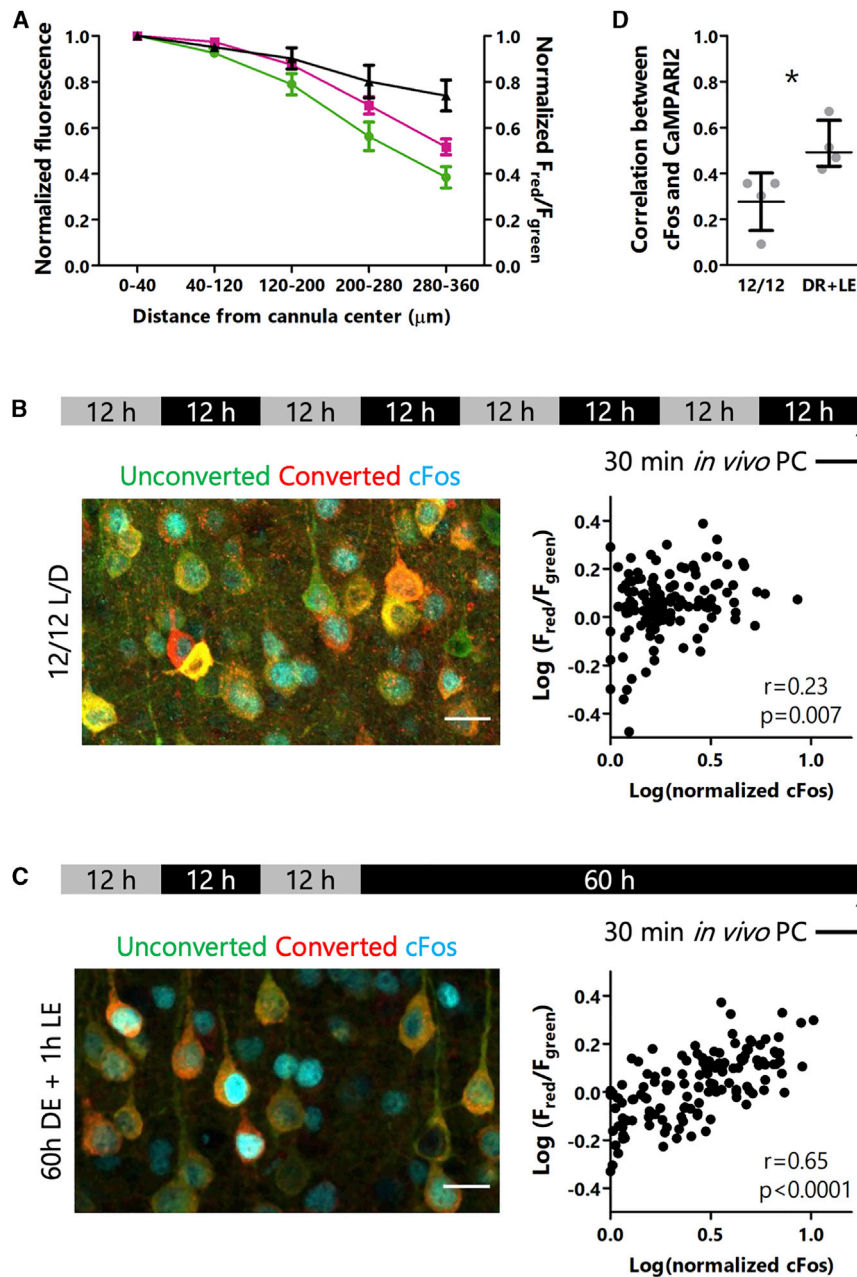 A
Normalized fluorescence
1.0
0.8
0.6
0.4
0.2
0.0
1.0
0.8
0.6
0.4
0.2
0.0
Normalized Fred/Fgreen
0-40 40-120 120-200 200-280 280-360
Distance from cannula center (μm)
D
Correlation between
cFos and CaMPARI2
1.0
0.8
0.6
0.4
0.2
0.0
*
12/12 DR+LE
B
12 h 12 h 12 h 12 h 12 h 12 h 12 h 12 h
30 min in vivo PC
Unconverted Converted cFos
12/12 L/D
Log (Fred/Fgreen)
0.4
0.2
0.0
-0.2
-0.4
r=0.23
p=0.007
0.0 0.5 1.0
Log(normalized cFos)
C
12 h 12 h 12 h 60 h
30 min in vivo PC
Unconverted Converted cFos
60h DE + 1h LE
Log (Fred/Fgreen)
0.4
0.2
0.0
-0.2
-0.4
r=0.65
p<0.0001
0.0 0.5 1.0
Log(normalized cFos)